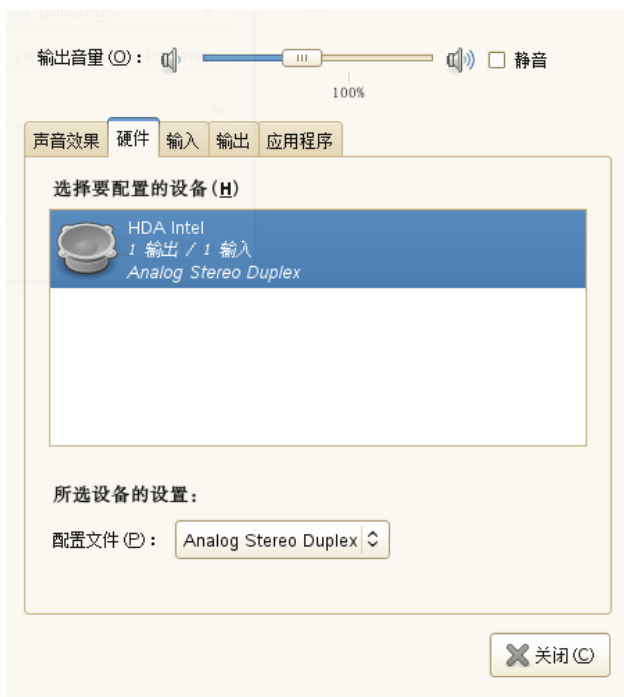 输出音量(O)： 静音
100%
声音效果 硬件 输入 输出 应用程序
选择要配置的设备(H)
HDA Intel
1 输出 / 1 输入
Analog Stereo Duplex
所选设备的设置：
配置文件(P)： Analog Stereo Duplex
关闭(C)